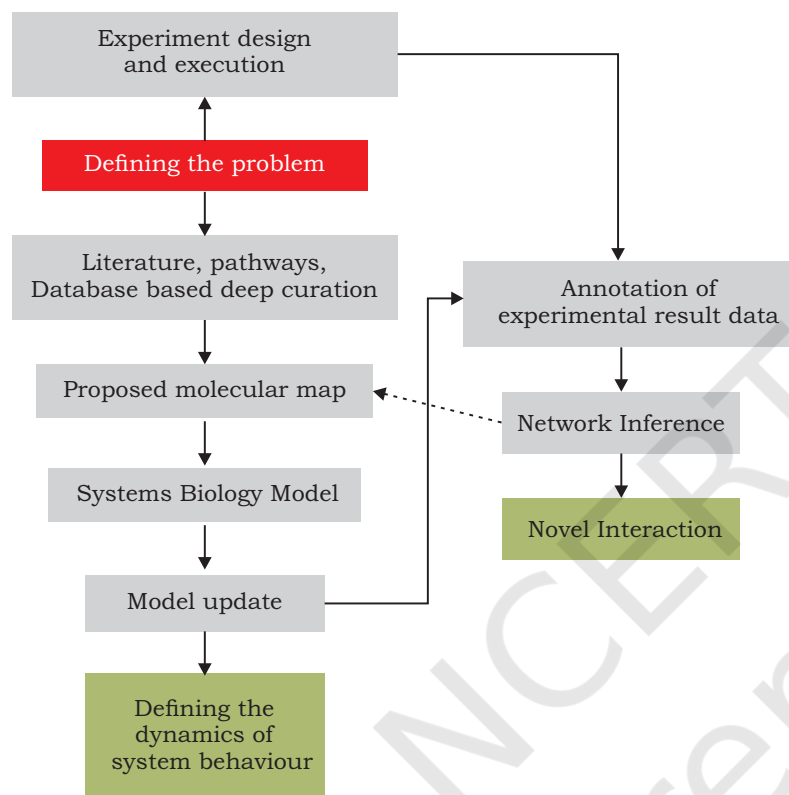 Experiment design
and execution
Defining the problem
Literature, pathways,
Database based deep curation
Annotation of
experimental result data
Proposed molecular map
Network Inference
Systems Biology Model
Novel Interaction
Model update
Defining the
dynamics of
system behaviour
NCERT